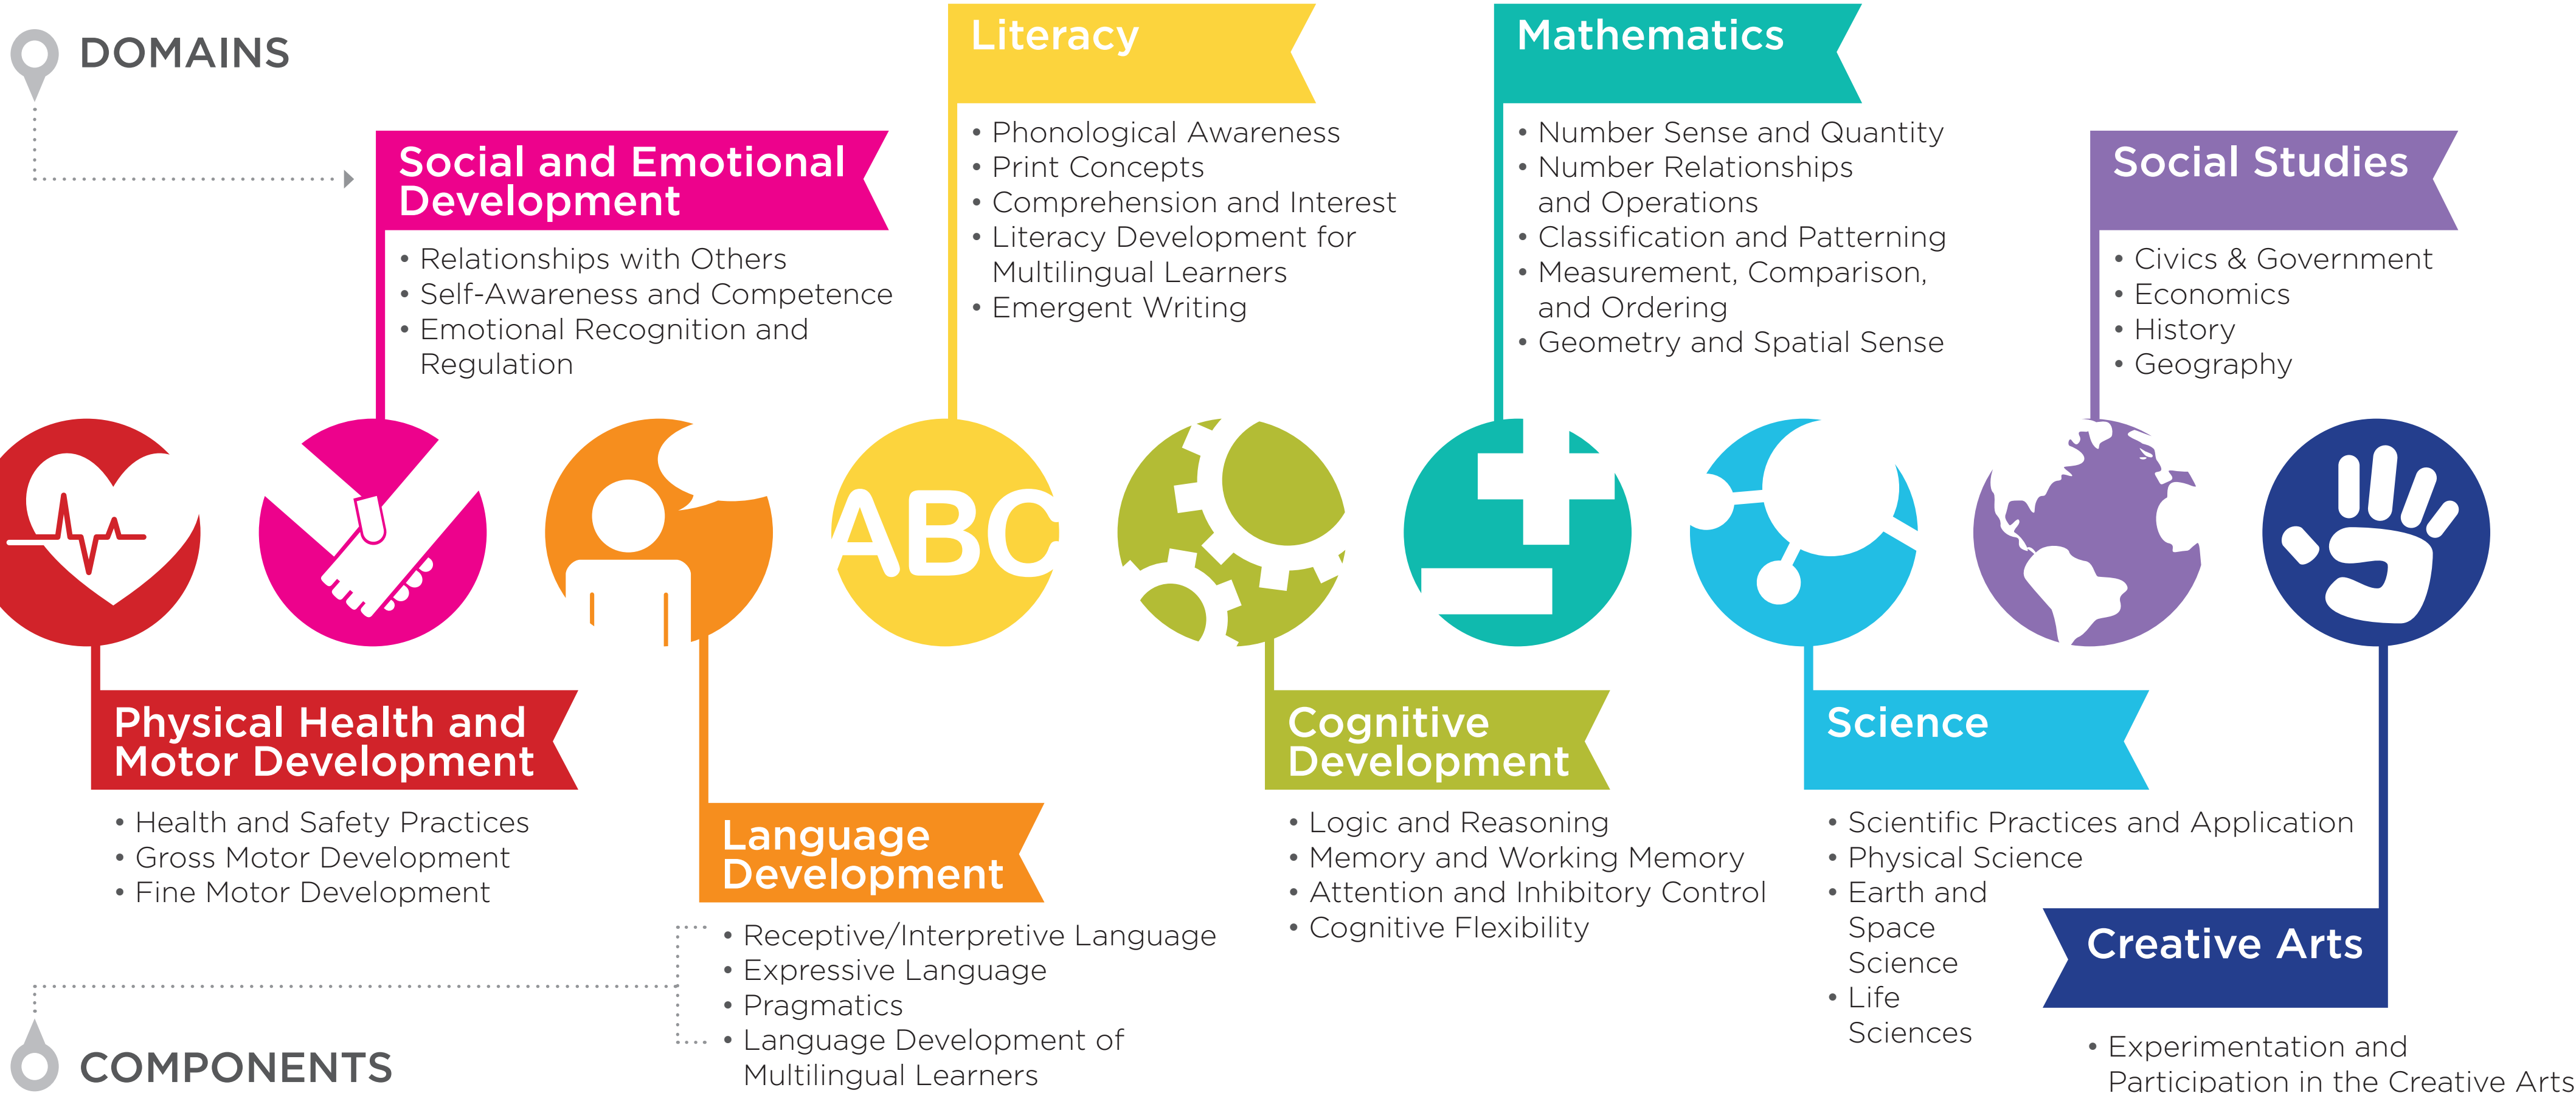 DOMAINS
Social and Emotional
Development
• Relationships with Others
• Self-Awareness and Competence
• Emotional Recognition and
Regulation
Literacy
• Phonological Awareness
• Print Concepts
• Comprehension and Interest
• Literacy Development for
Multilingual Learners
• Emergent Writing
Mathematics
• Number Sense and Quantity
• Number Relationships
and Operations
• Classification and Patterning
• Measurement, Comparison,
and Ordering
• Geometry and Spatial Sense
Social Studies
• Civics & Government
• Economics
• History
• Geography
ABC
Physical Health and
Motor Development
• Health and Safety Practices
• Gross Motor Development
• Fine Motor Development
Language
Development
• Receptive/Interpretive Language
• Expressive Language
• Pragmatics
• Language Development of
Multilingual Learners
Cognitive
Development
• Logic and Reasoning
• Memory and Working Memory
• Attention and Inhibitory Control
• Cognitive Flexibility
Science
• Scientific Practices and Application
• Physical Science
• Earth and
Space
Science
• Life
Sciences
Creative Arts
• Experimentation and
Participation in the Creative Arts
COMPONENTS